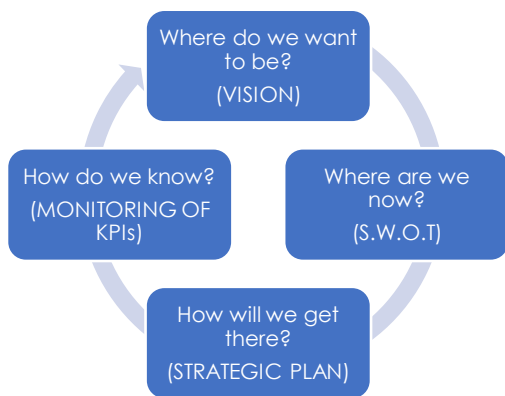 Where do we want
to be?
(VISION)
Where are we
now?
(S.W.O.T)
How will we get
there?
(STRATEGIC PLAN)
How do we know?
(MONITORING OF
KPIs)